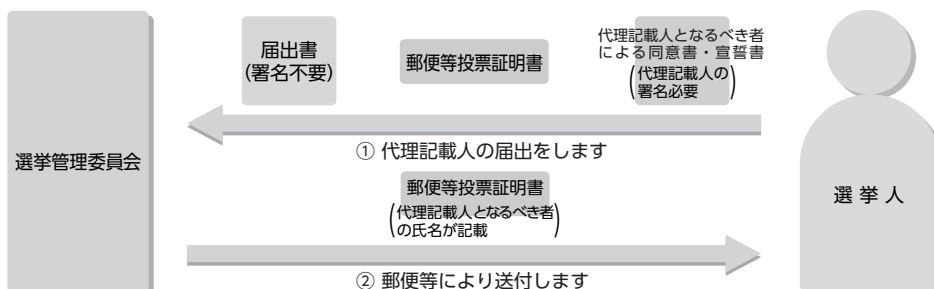 選挙管理委員会
届出書
(署名不要)
郵便等投票証明書
代理記載人となるべき者
による同意書・宣誓書
(代理記載人の
署名必要)
① 代理記載人の届出をします
郵便等投票証明書
(代理記載人となるべき者
の氏名が記載)
② 郵便等により送付します
選挙人